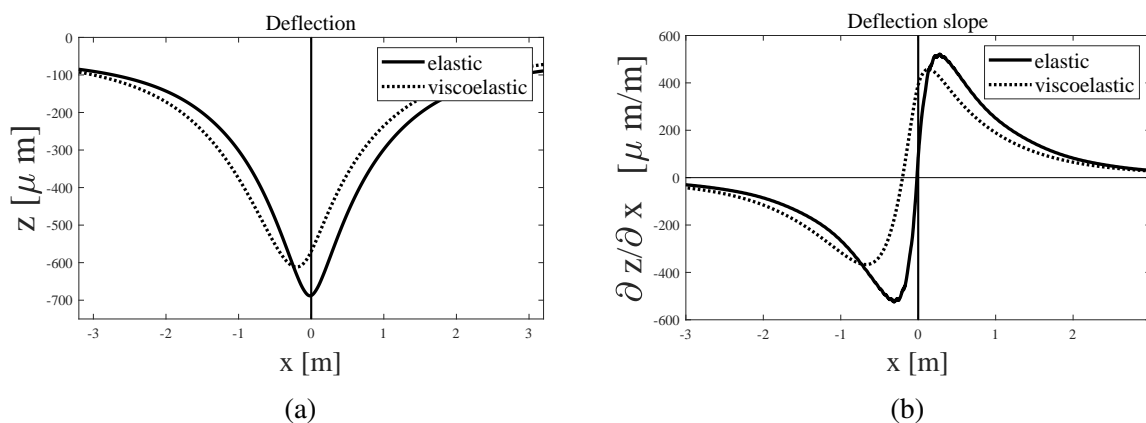 Deflection
0
-100
-200
-300
-400
-500
-600
-700
z [μ m]
elastic
viscoelastic
-3 -2 -1 0 1 2 3
x [m]
(a)
Deflection slope
600
400
200
0
-200
-400
-600
∂ z/∂ x [μ m/m]
elastic
viscoelastic
-3 -2 -1 0 1 2
x [m]
(b)